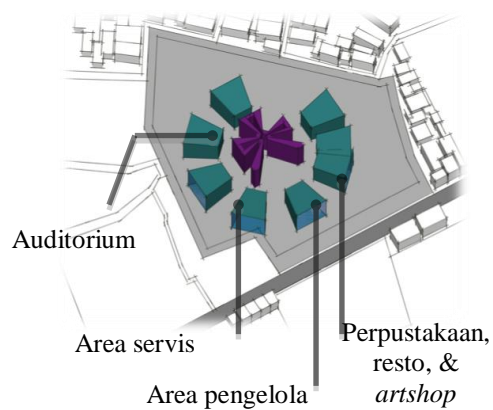 Auditorium
Area servis
Area pengelola
Perpustakaan,
resto, &
artshop